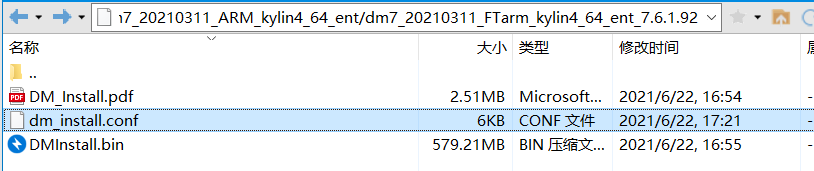 ı7_20210311_ARM_kylin4_64_ent/dm7_20210311_FTarm_kylin4_64_ent_7.6.1.92
名称 大小 类型 修改时间
..
DM_Install.pdf 2.51MB Microsoft... 2021/6/22, 16:54 -
dm_install.conf 6KB CONF 文件 2021/6/22, 17:21 -
DMInstall.bin 579.21MB BIN 压缩文... 2021/6/22, 16:55 -